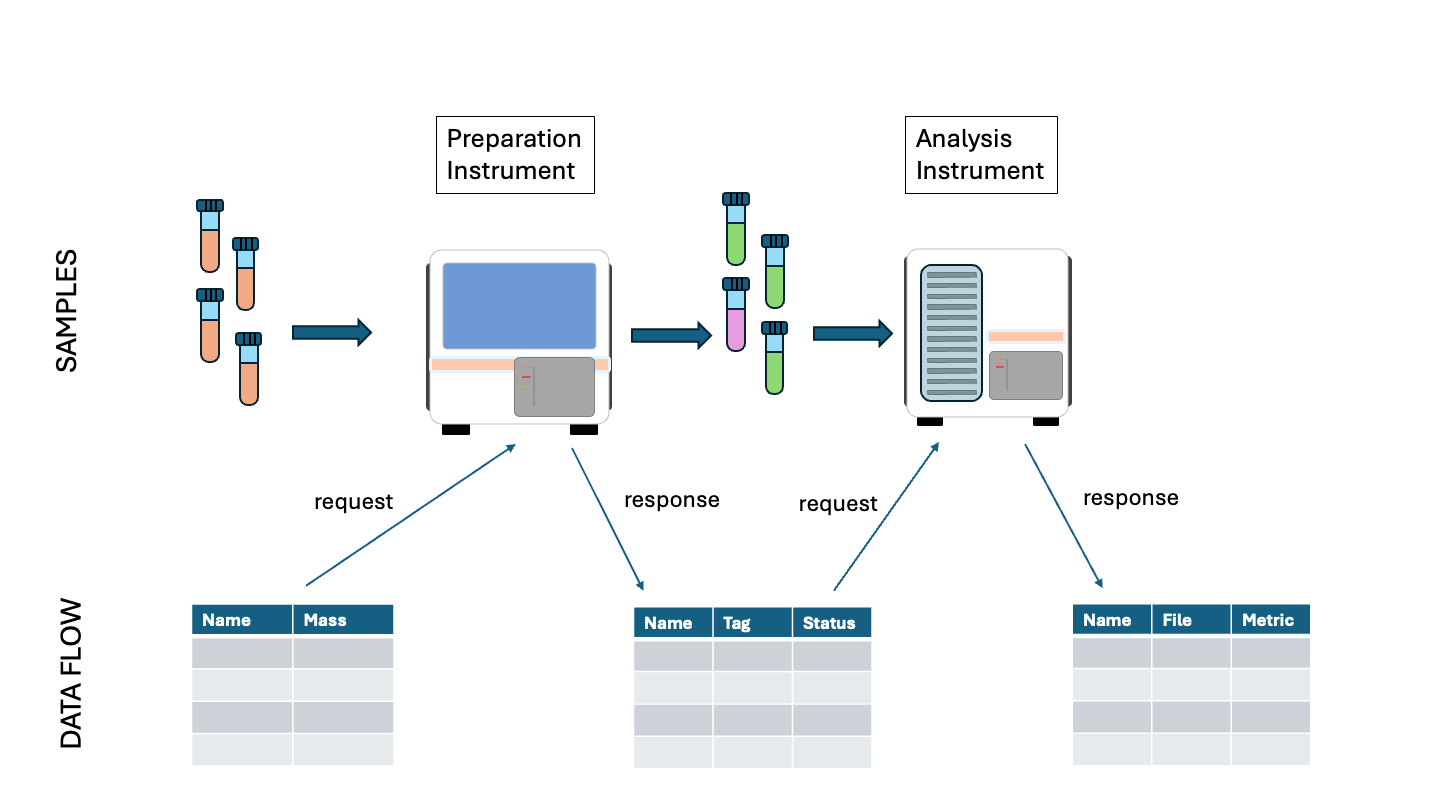 Preparation
Instrument
Analysis
Instrument
SAMPLES
request
response
request
response
DATA FLOW
Name Mass
Name Tag Status
Name File Metric